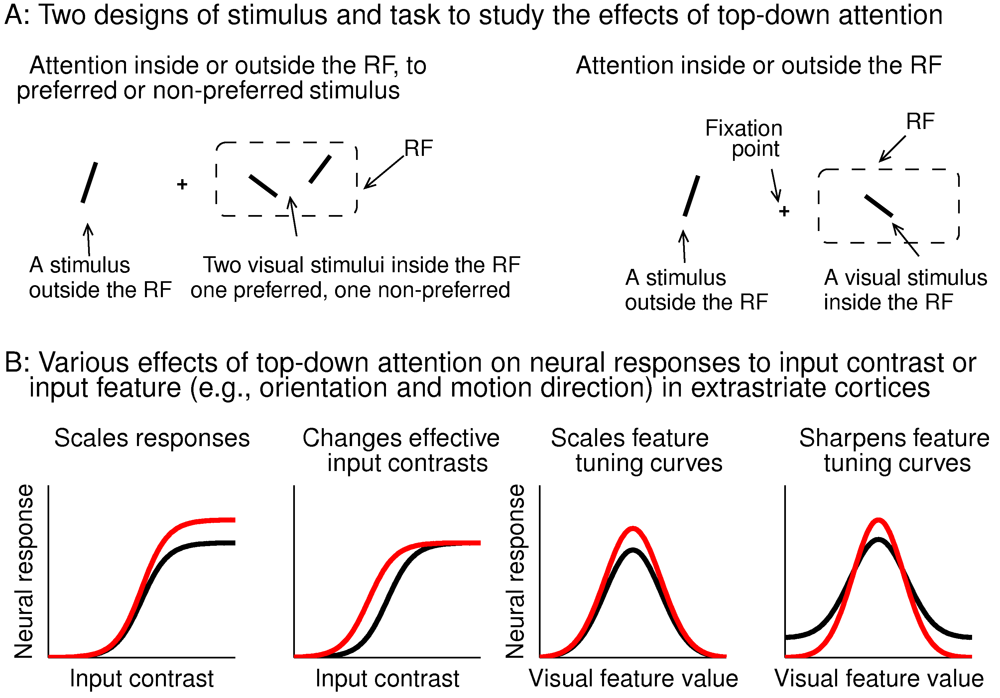 A: Two designs of stimulus and task to study the effects of top-down attention
Attention inside or outside the RF, to
preferred or non-preferred stimulus
RF
+
A stimulus
outside the RF
Two visual stimului inside the RF
one preferred, one non-preferred
Attention inside or outside the RF
Fixation
point
RF
+
A stimulus
outside the RF
A visual stimulus
inside the RF
B: Various effects of top-down attention on neural responses to input contrast or
input feature (e.g., orientation and motion direction) in extrastriate cortices
Scales responses
Neural response
Input contrast
Changes effective
input contrasts
Input contrast
Scales feature
tuning curves
Neural response
Visual feature value
Sharpens feature
tuning curves
Visual feature value